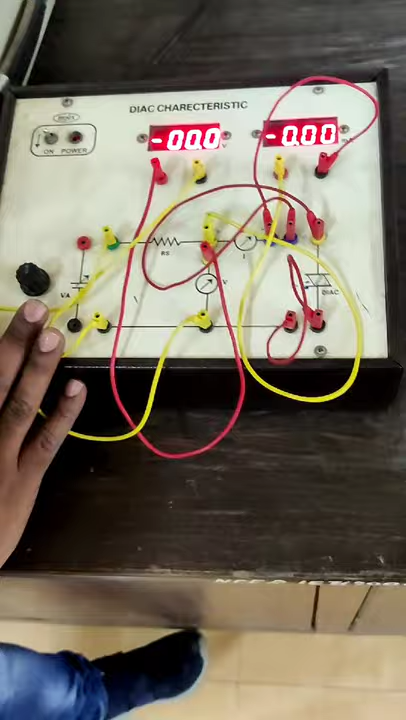 DIAC CHARECTERISTIC
-00.0
V
-0.00
ON POWER
RS
I
VA
V
DIAC